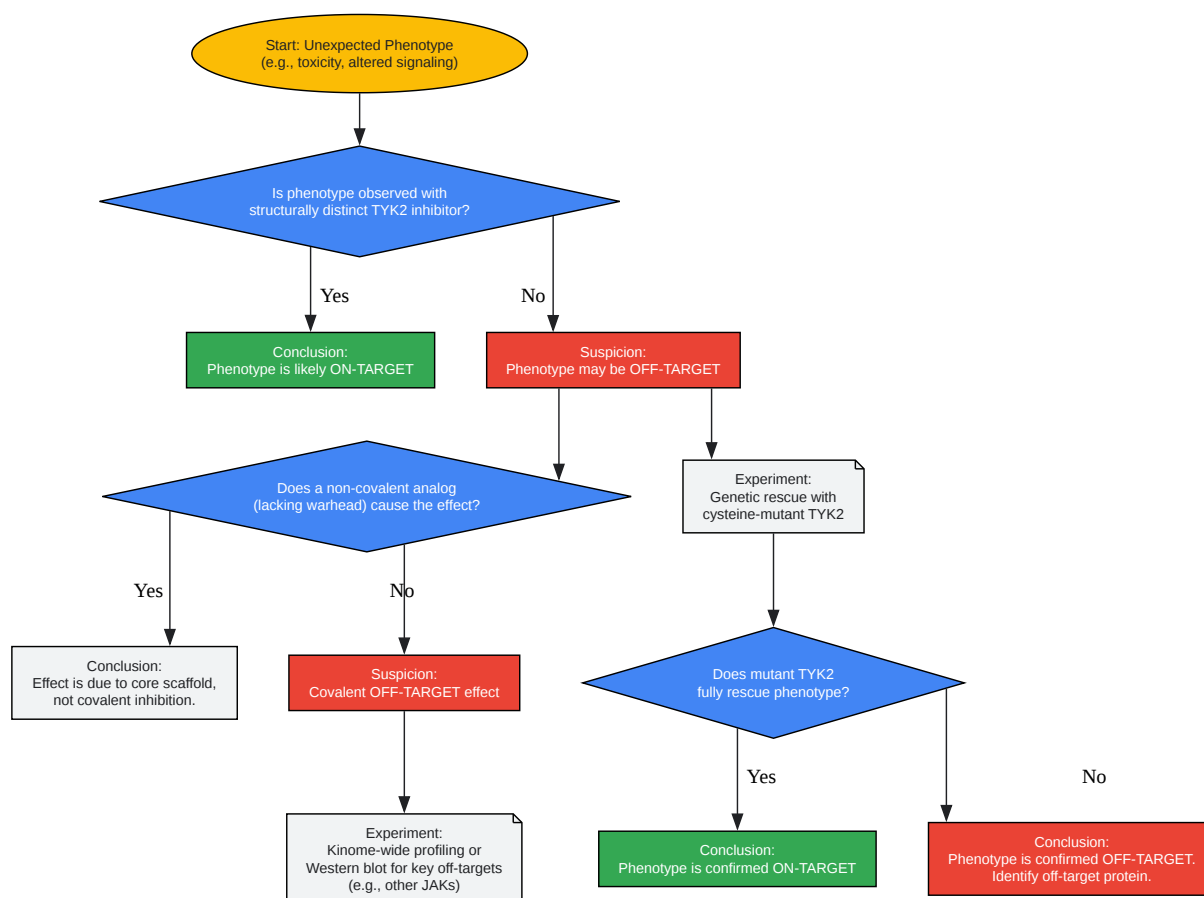 Start: Unexpected Phenotype
(e.g., toxicity, altered signaling)
Is phenotype observed with
structurally distinct TYK2 inhibitor?
Yes
No
Conclusion:
Phenotype is likely ON-TARGET
Suspicion:
Phenotype may be OFF-TARGET
Does a non-covalent analog
(lacking warhead) cause the effect?
Experiment:
Genetic rescue with
cysteine-mutant TYK2
Yes
No
Conclusion:
Effect is due to core scaffold,
not covalent inhibition.
Suspicion:
Covalent OFF-TARGET effect
Does mutant TYK2
fully rescue phenotype?
Yes
No
Experiment:
Kinome-wide profiling or
Western blot for key off-targets
(e.g., other JAKs)
Conclusion:
Phenotype is confirmed ON-TARGET
Conclusion:
Phenotype is confirmed OFF-TARGET.
Identify off-target protein.